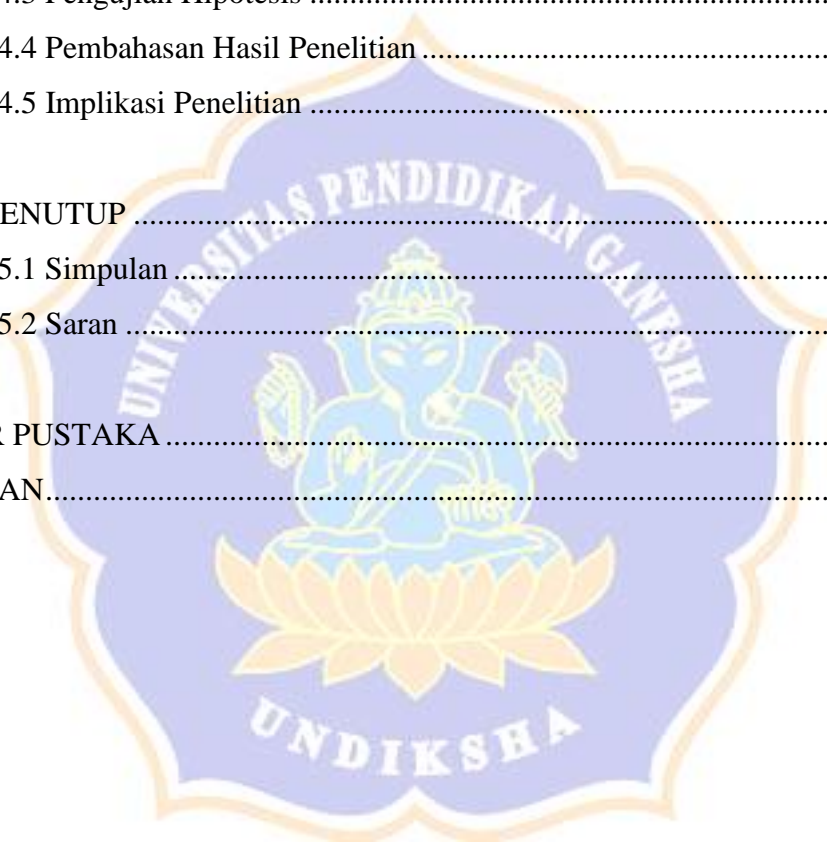 4.3 Pengujian Hipotesis ..........................................................................
4.4 Pembahasan Hasil Penelitian ..........................................................
4.5 Implikasi Penelitian .........................................................................
ENUTUP .................................................................................................
5.1 Simpulan ..........................................................................................
5.2 Saran ................................................................................................
R PUSTAKA ............................................................................................
AN............................................................................................................
UNIVERSITAS PENDIDIKAN GANESHA
UNDIKSHA